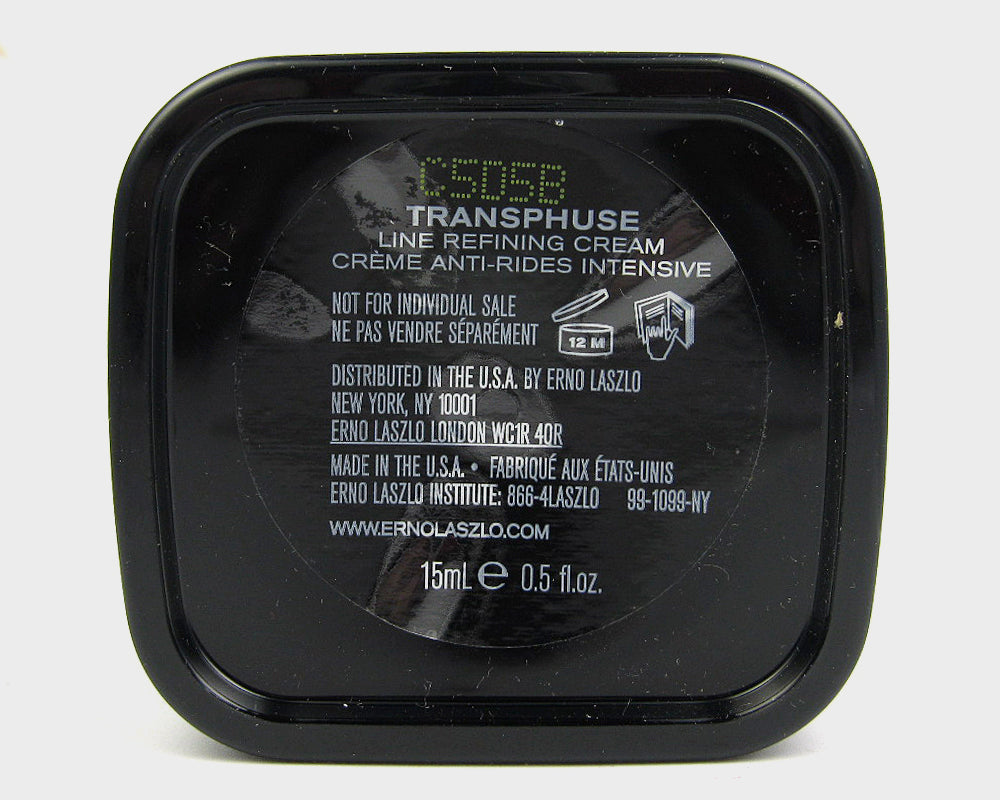 C505B
TRANSPHUSE
LINE REFINING CREAM
CRÈME ANTI-RIDES INTENSIVE
NOT FOR INDIVIDUAL SALE
NE PAS VENDRE SÉPARÉMENT
12 M
DISTRIBUTED IN THE U.S.A. BY ERNO LASZLO
NEW YORK, NY 10001
ERNO LASZLO LONDON WC1R 4QR
MADE IN THE U.S.A. • FABRIQUÉ AUX ÉTATS-UNIS
ERNO LASZLO INSTITUTE: 866-4LASZLO 99-1099-NY
WWW.ERNOLASZLO.COM
15mL e 0.5 fl.oz.